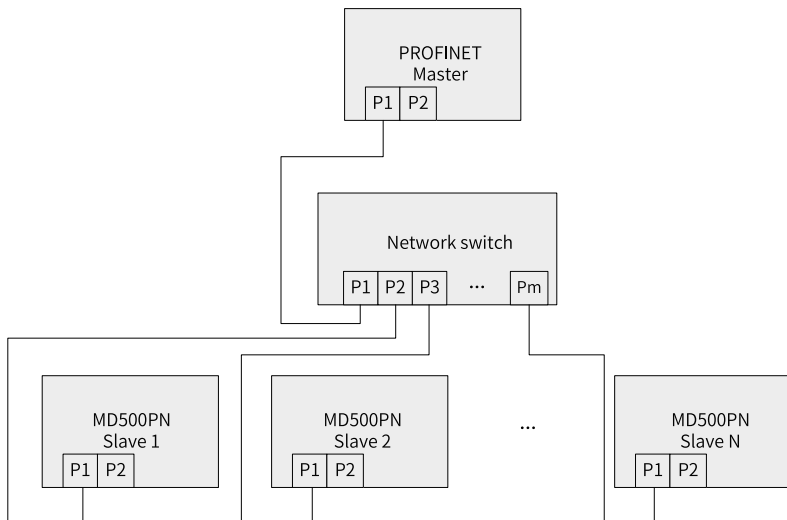 PROFINET
Master
P1 P2
Network switch
P1 P2 P3 ... Pm
MD500PN
Slave 1
P1 P2
MD500PN
Slave 2
P1 P2
...
MD500PN
Slave N
P1 P2